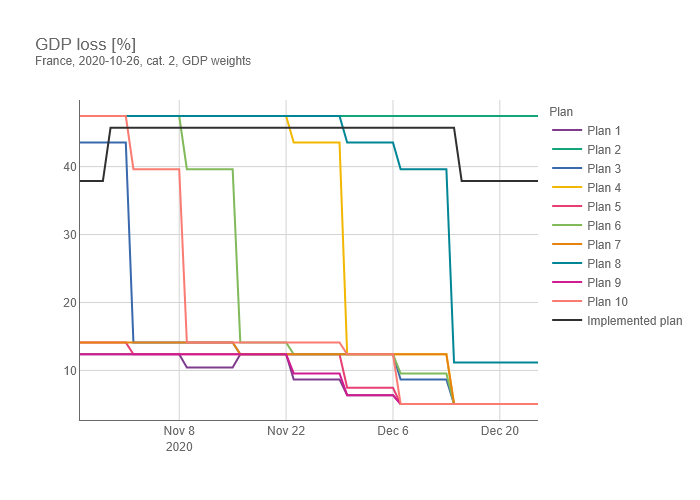 GDP loss [%]
France, 2020-10-26, cat. 2, GDP weights
Plan
Plan 1
Plan 2
Plan 3
Plan 4
Plan 5
Plan 6
Plan 7
Plan 8
Plan 9
Plan 10
Implemented plan
40
30
20
10
Nov 8
2020
Nov 22
Dec 6
Dec 20